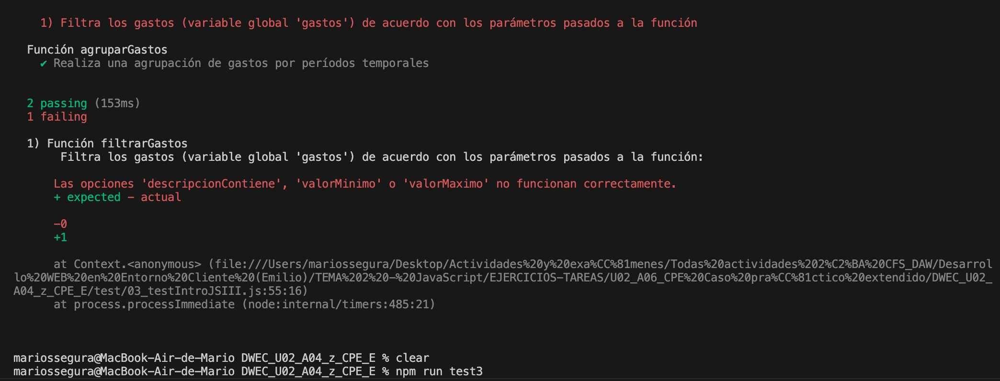 1) Filtra los gastos (variable global 'gastos') de acuerdo con los parámetros pasados a la función
Función agruparGastos
✔ Realiza una agrupación de gastos por períodos temporales
2 passing (153ms)
1 failing
1) Función filtrarGastos
Filtra los gastos (variable global 'gastos') de acuerdo con los parámetros pasados a la función:
Las opciones 'descripcionContiene', 'valorMinimo' o 'valorMaximo' no funcionan correctamente.
+ expected - actual
-0
+1
at Context.<anonymous> (file:///Users/mariossegura/Desktop/Actividades%20y%20exa%CC%81menes/Todas%20actividades%202%C2%BA%20CFS_DAW/Desarrol
lo%20WEB%20en%20Entorno%20Cliente%20(Emilio)/TEMA%202%20-%20JavaScript/EJERCICIOS-TAREAS/U02_A06_CPE%20Caso%20pra%CC%81ctico%20extendido/DWEC_U02_
A04_z_CPE_E/test/03_testIntroJSIII.js:55:16)
at process.processImmediate (node:internal/timers:485:21)
mariossegura@MacBook-Air-de-Mario DWEC_U02_A04_z_CPE_E % clear
mariossegura@MacBook-Air-de-Mario DWEC_U02_A04_z_CPE_E % npm run test3